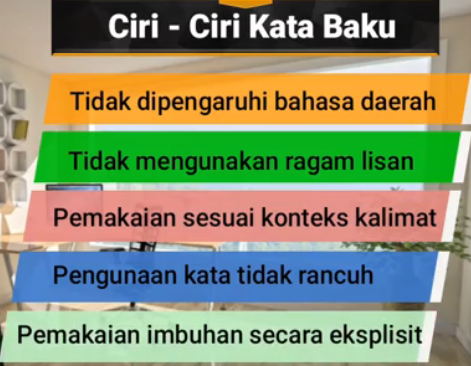 Ciri - Ciri Kata Baku
Tidak dipengaruhi bahasa daerah
Tidak mengunakan ragam lisan
Pemakaian sesuai konteks kalimat
Pengunaan kata tidak rancuh
Pemakaian imbuhan secara eksplisit